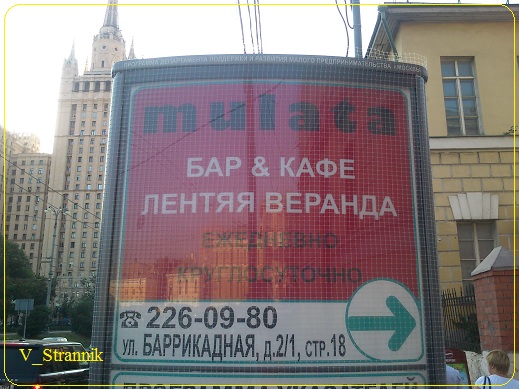 mulata
БАР & КАФЕ
ЛЕНТЯЯ ВЕРАНДА
ЕЖЕДНЕВНО
КРУГЛОСУТОЧНО
☎ 226-09-80
ул. БАРРИКАДНАЯ, д.2/1, стр.18
V_Strannik